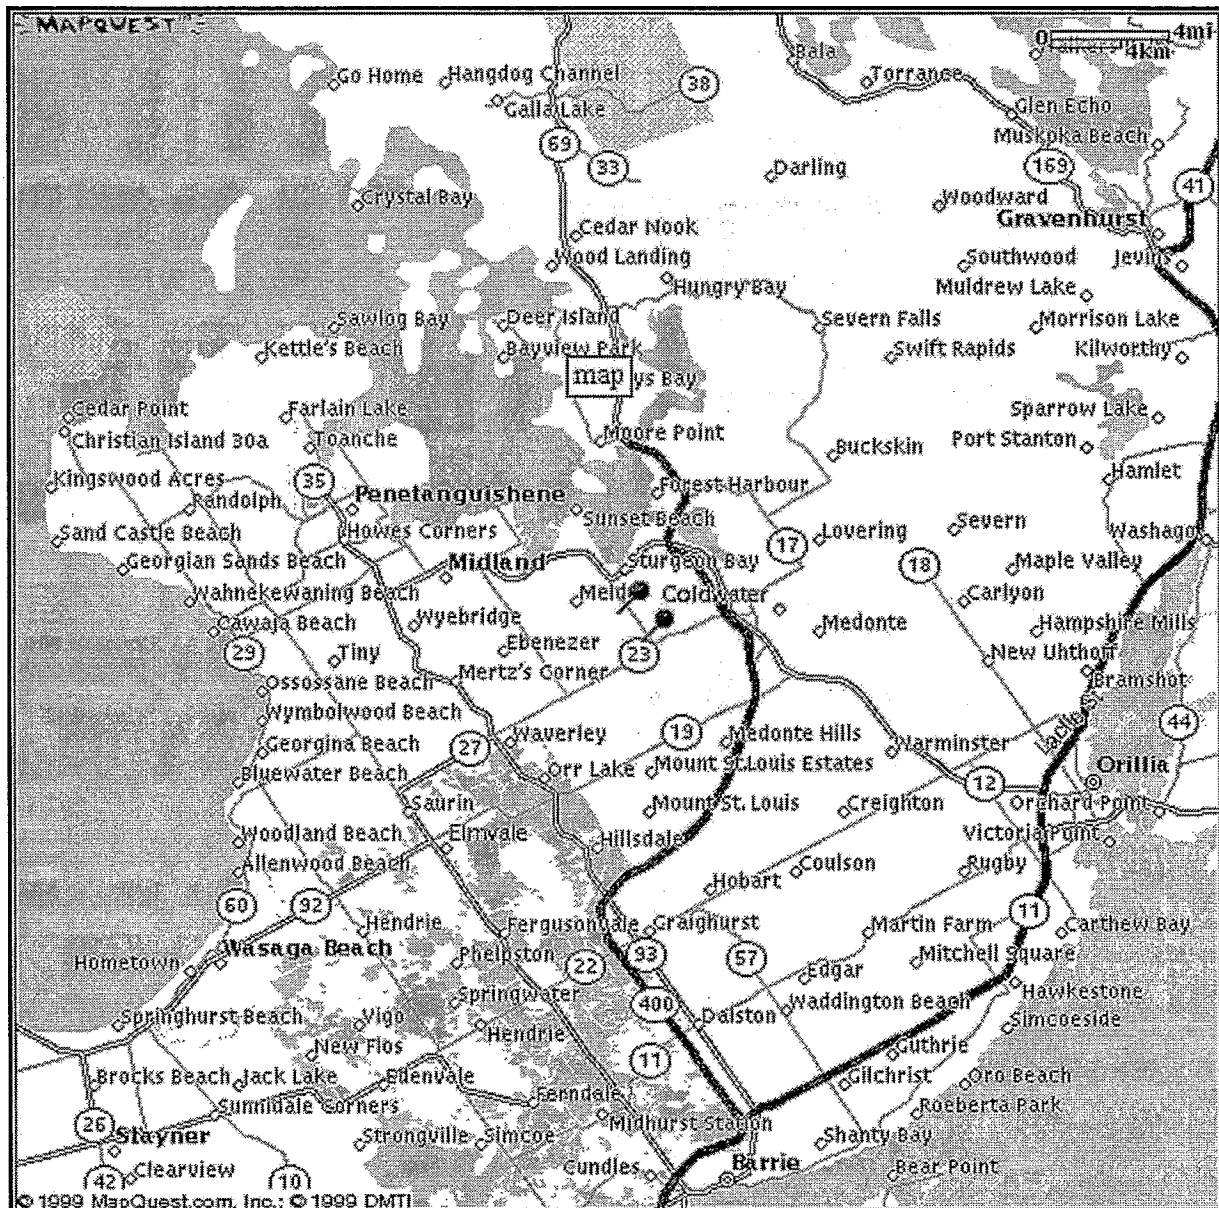 MAPQUEST
0 4mi
4km
Bala
Go Home
Hangdog Channel
Torrance
38
Galla Lake
Glen Echo
Muskoka Beach
69
33
Darling
169
41
Crystal Bay
Woodward
Gravenhurst
Cedar Nook
Wood Landing
Southwood
Jevins
Hungry Bay
Muldrew Lake
Sawlog Bay
Deer Island
Severn Falls
Morrison Lake
Kettle's Beach
Bayview Park
Swift Rapids
Kilworthy
map
ys Bay
Cedar Point
Farlain Lake
Sparrow Lake
Christian Island 30a
Toanche
Moore Point
Port Stanton
Buckskin
Kingswood Acres
35
Hamlet
Randolph
Penetanguishene
Forest Harbour
Sand Castle Beach
Howes Corners
Sunset Beach
Lovering
Severn
Washago
17
Georgian Sands Beach
Midland
Sturgeon Bay
18
Maple Valley
Wahnekewaning Beach
Coldwater
Carlyon
Cawaja Beach
Wyebridge
Medonte
Hampshire Mills
29
Tiny
Ebenezer
23
New Uhthoff
Ossossane Beach
Mertz's Corner
Bramshot
Wymbolwood Beach
44
Georgina Beach
27
Waverley
19
Medonte Hills
Warminster
Bluewater Beach
Orr Lake
Mount St.Louis Estates
12
Orillia
Saurin
Mount St. Louis
Creighton
Orchard Point
Woodland Beach
Elmvale
Hillsdale
Victoria Point
Allenwood Beach
Coulson
Rugby
60
92
Hobart
Hendrie
Fergusonvale
Craighurst
Martin Farm
11
Carthew Bay
Hometown
Wasaga Beach
Phelpston
22
93
57
Edgar
Mitchell Square
Springwater
400
Waddington Beach
Hawkestone
Springhurst Beach
Vigo
Hendrie
Dalston
Simcoeside
New Flos
11
Guthrie
Brocks Beach
Jack Lake
Edenvale
Ferndale
Gilchrist
Oro Beach
Sunnidale Corners
Midhurst Station
Roeberta Park
26
Stayner
Strongville
Simcoe
Shanty Bay
42
Clearview
10
Cundles
Barrie
Bear Point
© 1999 MapQuest.com, Inc.; © 1999 DMTI